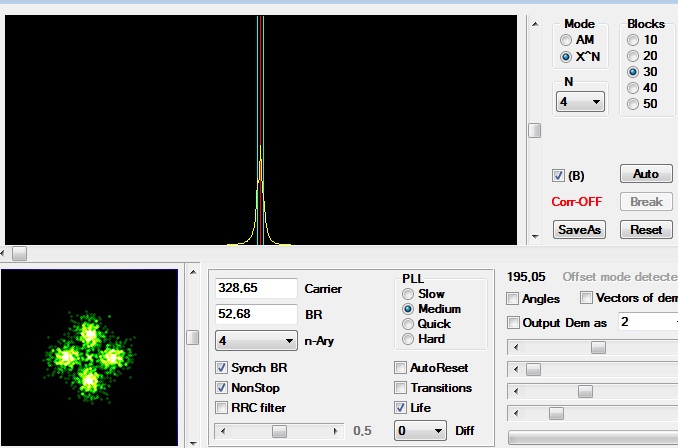 Mode Blocks
AM 10
X^N 20
30
N 40
4 50
(B) Auto
Corr-OFF Break
SaveAs Reset
328,65 Carrier PLL 195,05 Offset mode detecte
Slow Angles Vectors of dem
52,68 BR Medium
4 n-Ary Quick Output Dem as 2
Hard
Synch BR AutoReset
NonStop Transitions
RRC filter Life
0.5 0 Diff